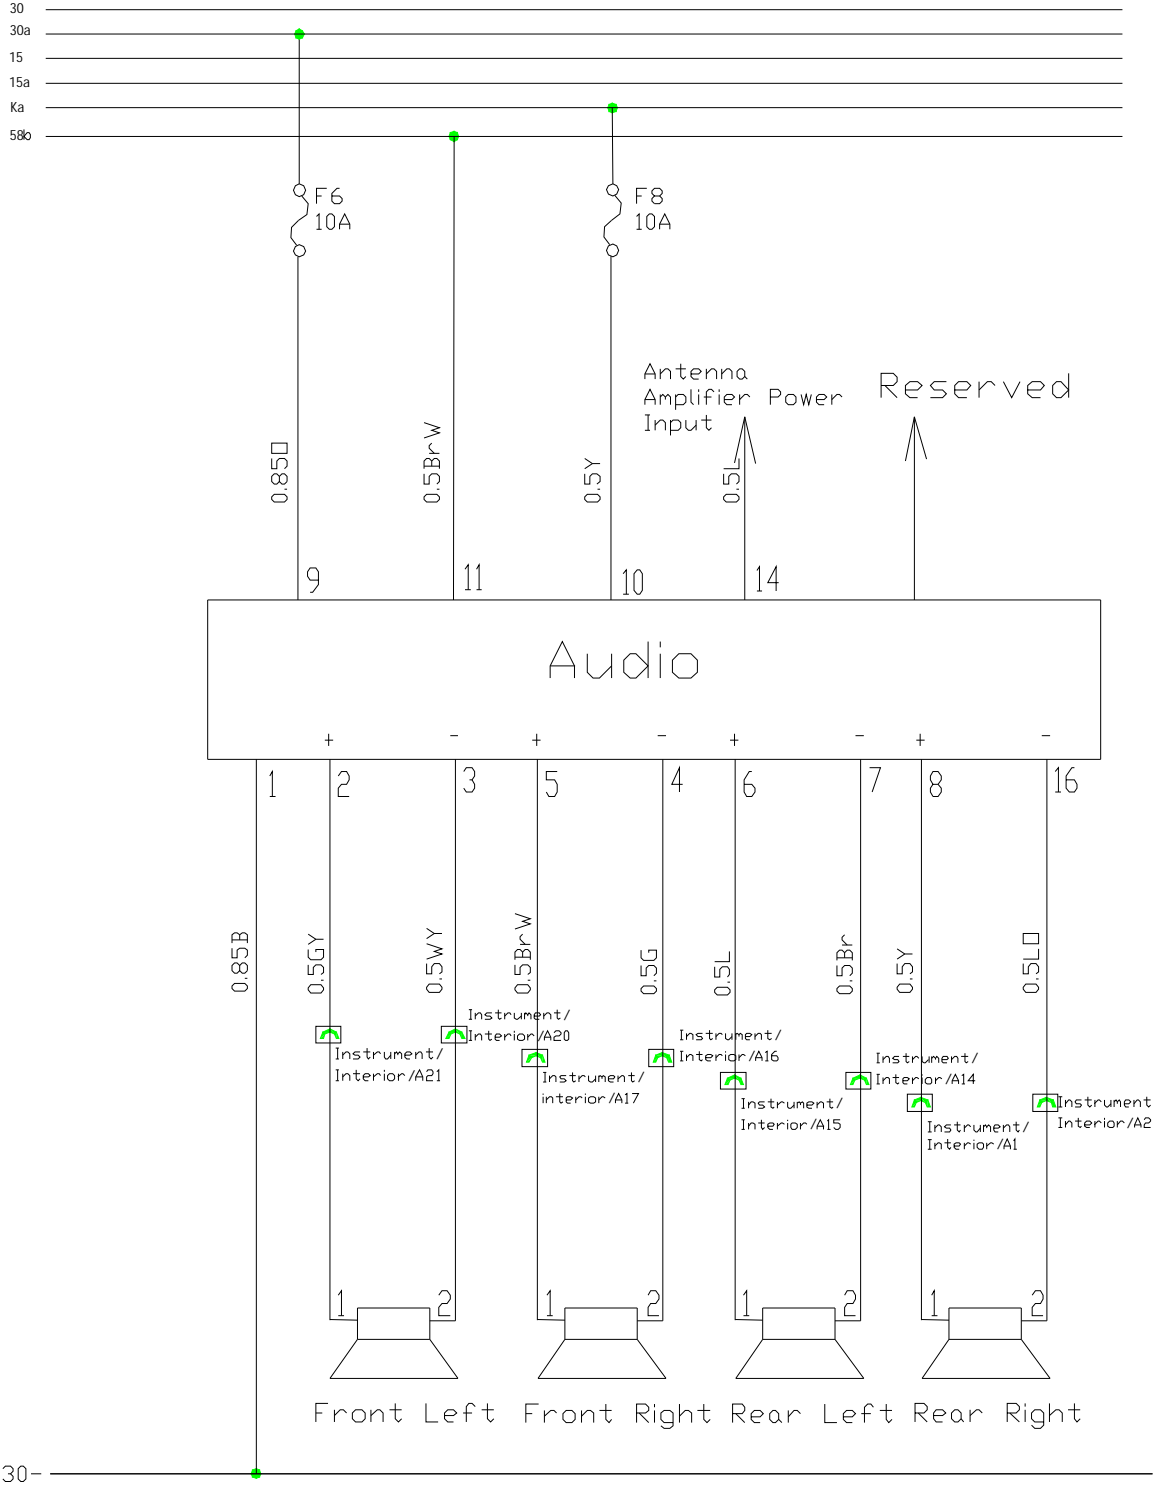 30
30a
15
15a
Ka
58b
F6
10A
F8
10A
Antenna
Amplifier Power
Input
Reserved
0.85O
0.5BrW
0.5Y
0.5L
9
11
10
14
Audio
+
-
+
-
+
-
+
-
1
2
3
5
4
6
7
8
16
0.85B
0.5GY
0.5WY
0.5BrW
0.5G
0.5L
0.5Br
0.5Y
0.5LO
Instrument/
Interior/A21
Instrument/
Interior/A20
Instrument/
interior/A17
Instrument/
Interior/A16
Instrument/
Interior/A15
Instrument/
Interior/A14
Instrument/
Interior/A1
Instrument
Interior/A2
1
2
1
2
1
2
1
2
Front Left
Front Right
Rear Left
Rear Right
30-